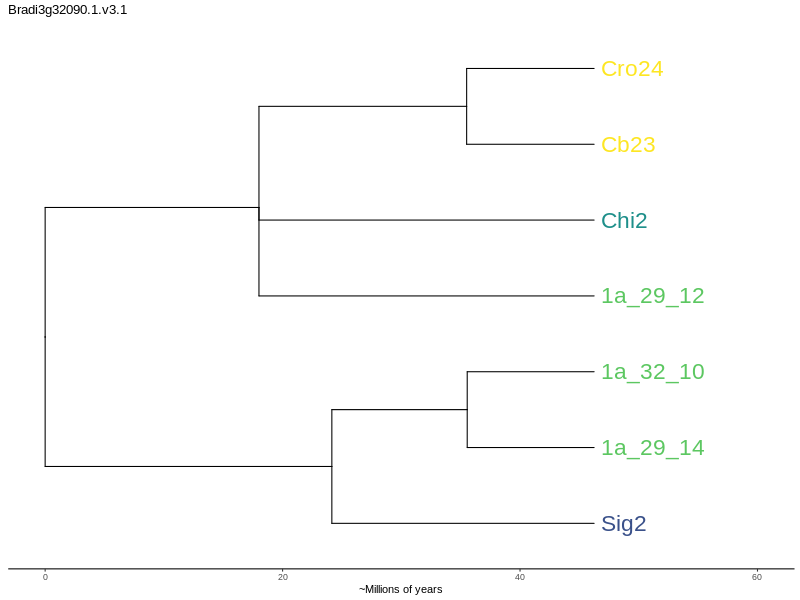 Bradi3g32090.1.v3.1
Cro24
Cb23
Chi2
1a_29_12
1a_32_10
1a_29_14
Sig2
0 20 40 60
~Millions of years